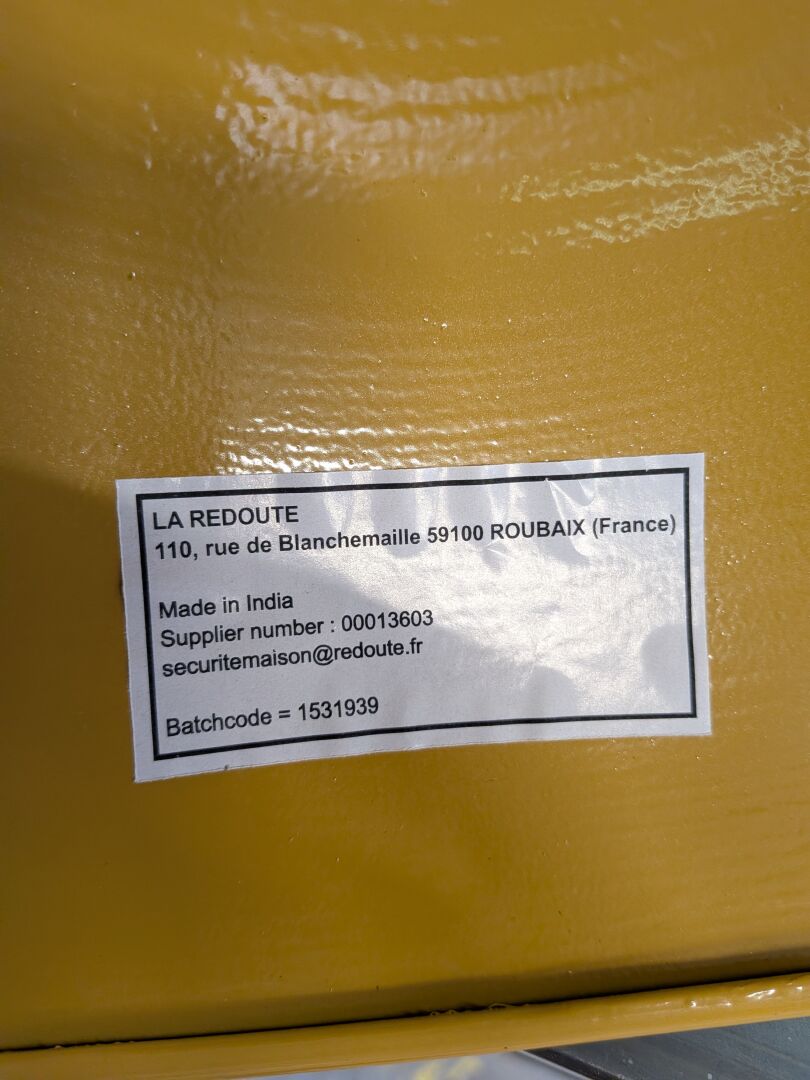 LA REDOUTE
110, rue de Blanchemaille 59100 ROUBAIX (France)
Made in India
Supplier number : 00013603
securitemaison@redoute.fr
Batchcode = 1531939